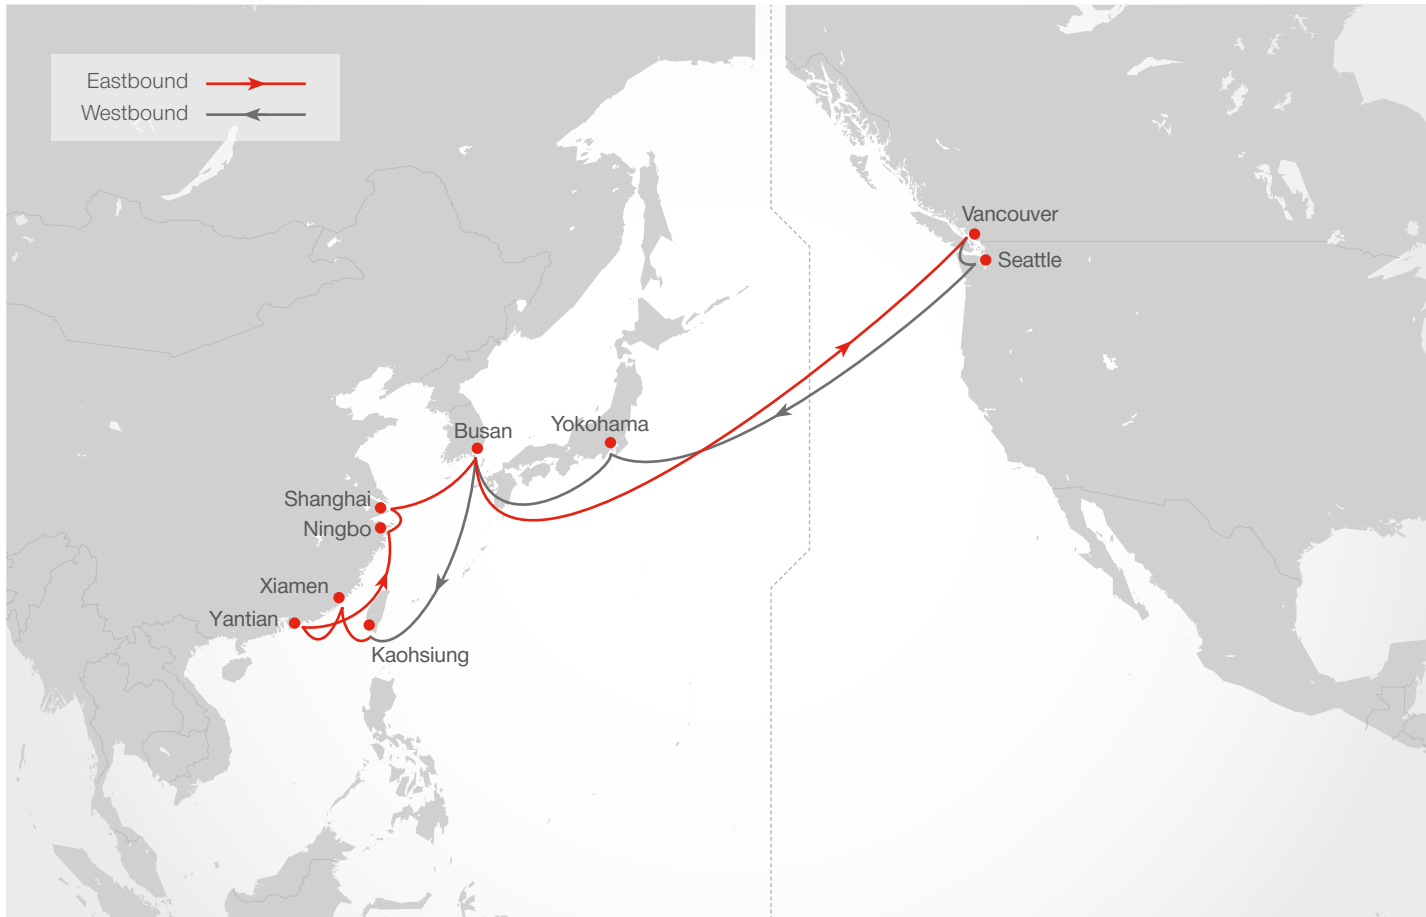 Eastbound
Westbound
Vancouver
Seattle
Yokohama
Busan
Shanghai
Ningbo
Xiamen
Yantian
Kaohsiung